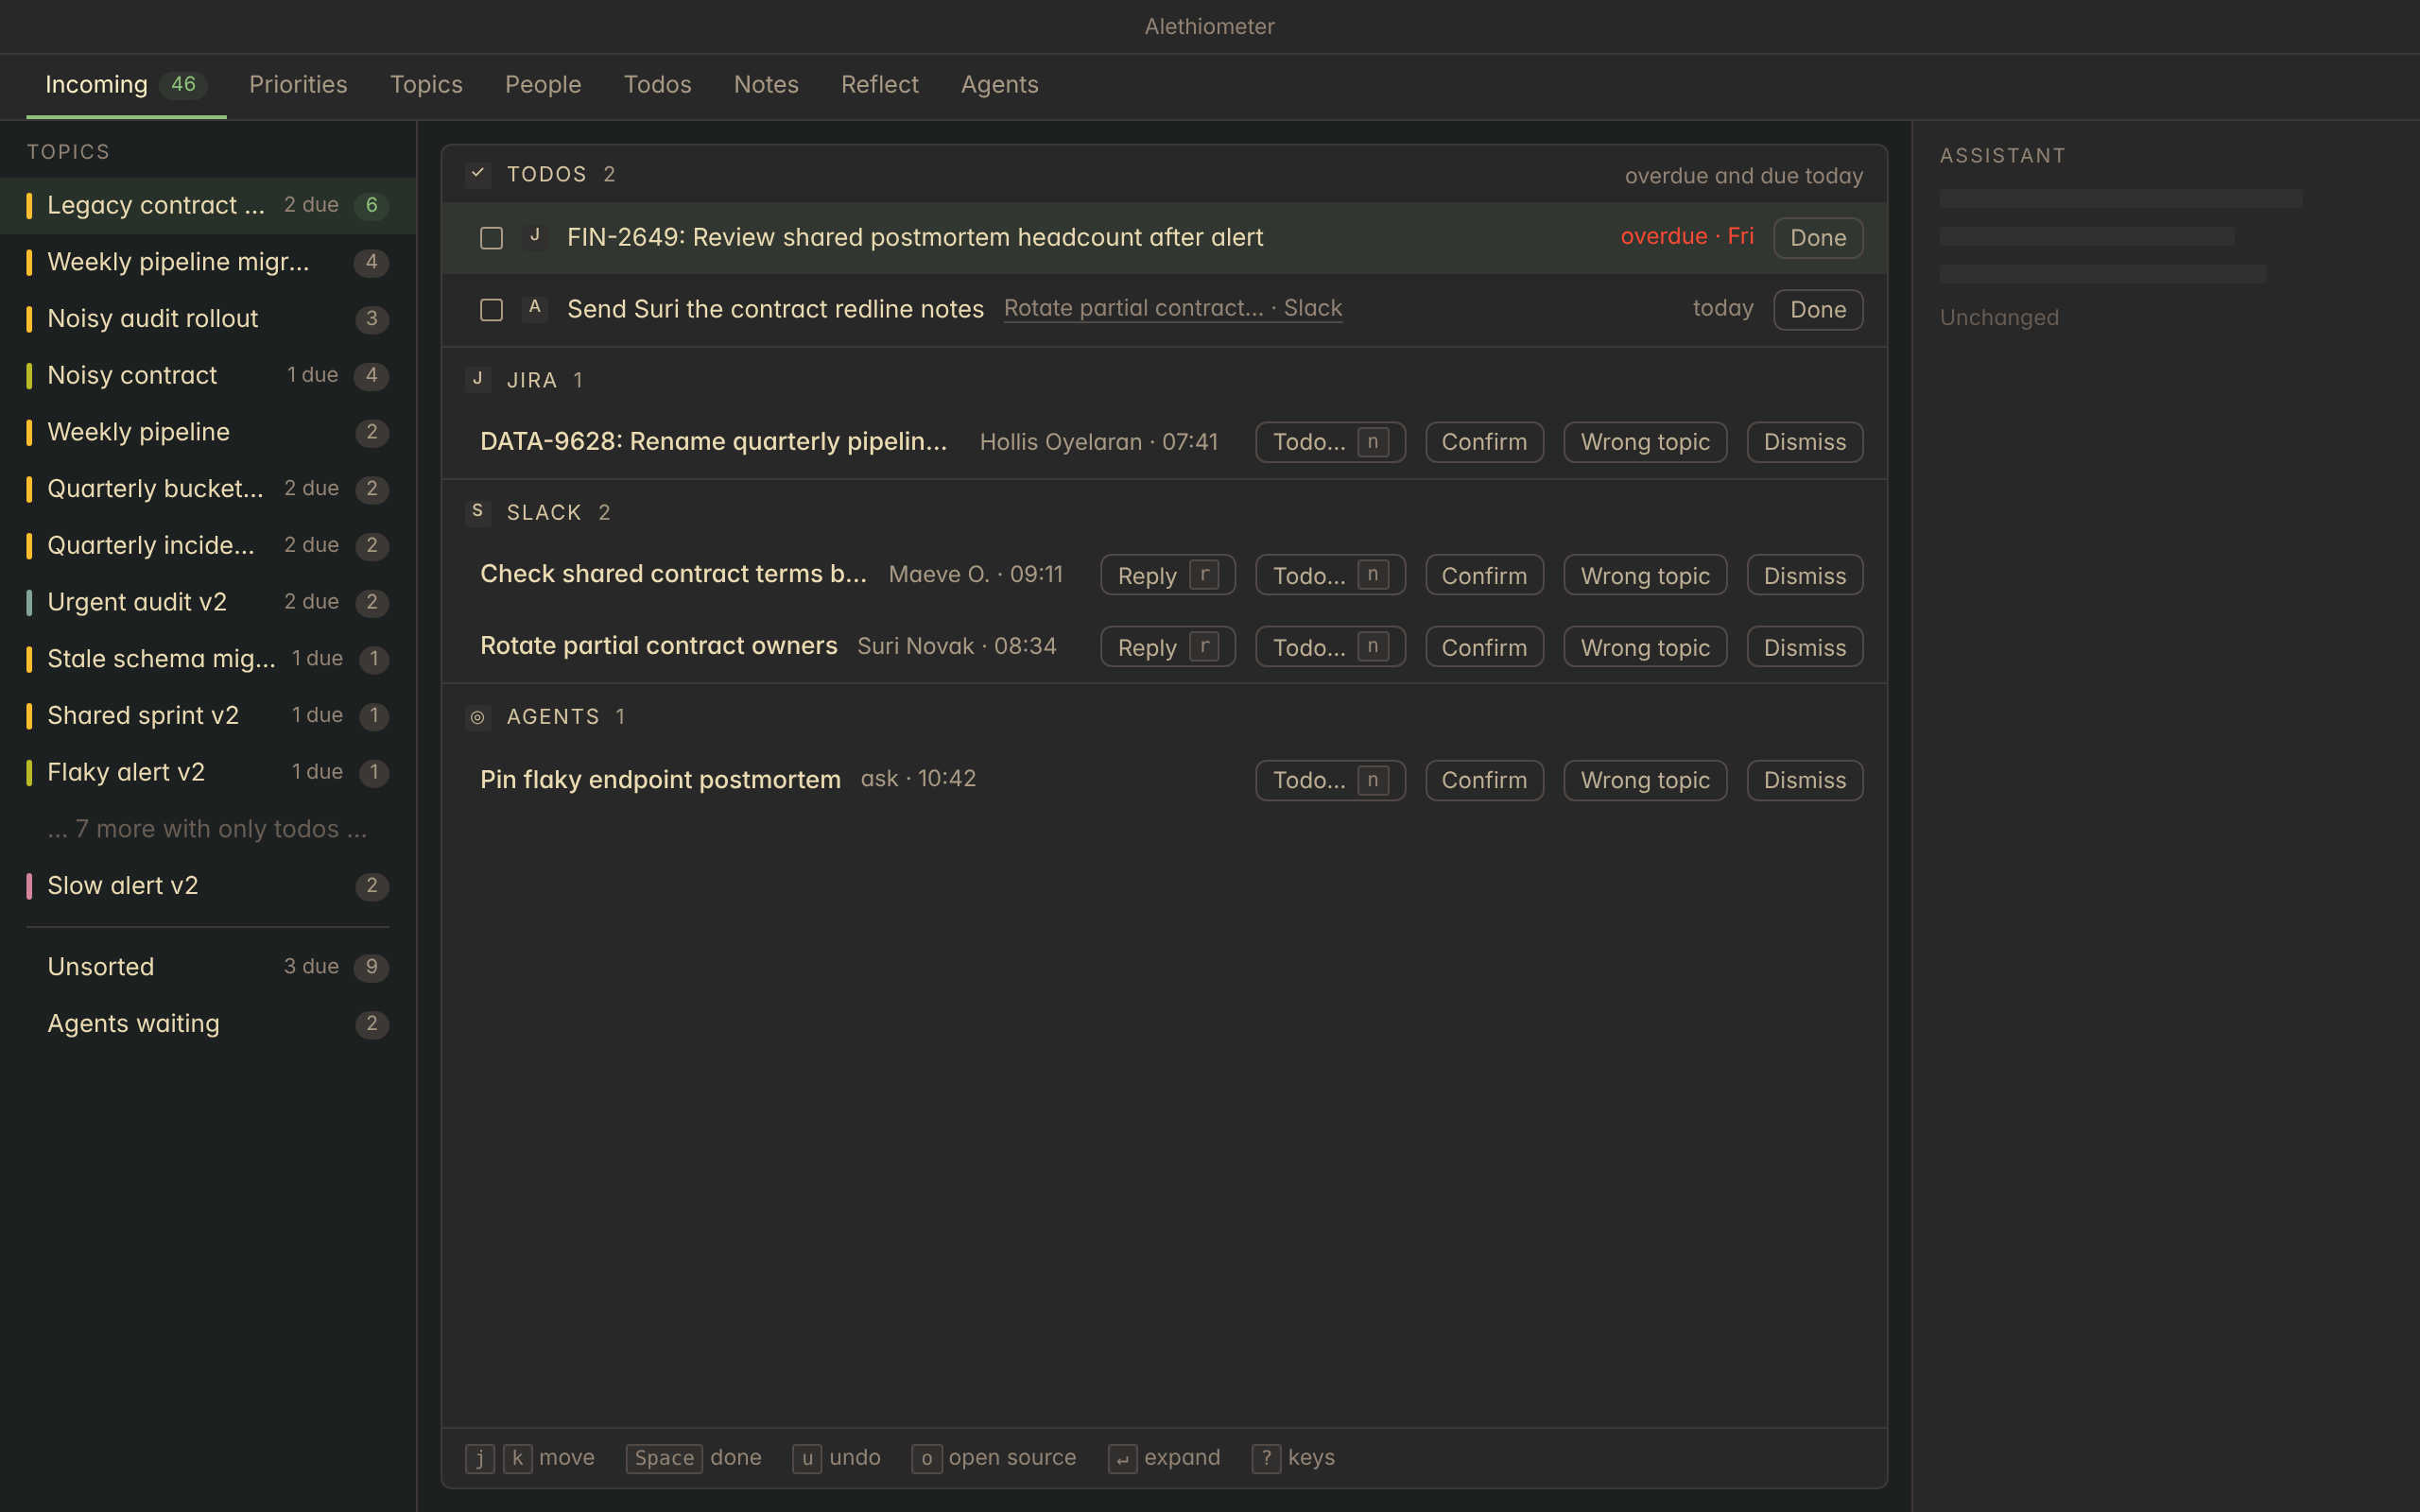 Alethiometer
Incoming 46 Priorities Topics People Todos Notes Reflect Agents
TOPICS
Legacy contract ... 2 due 6
Weekly pipeline migr... 4
Noisy audit rollout 3
Noisy contract 1 due 4
Weekly pipeline 2
Quarterly bucket... 2 due 2
Quarterly incide... 2 due 2
Urgent audit v2 2 due 2
Stale schema mig... 1 due 1
Shared sprint v2 1 due 1
Flaky alert v2 1 due 1
... 7 more with only todos ...
Slow alert v2 2
Unsorted 3 due 9
Agents waiting 2
TODOS 2 overdue and due today
J FIN-2649: Review shared postmortem headcount after alert overdue · Fri Done
A Send Suri the contract redline notes Rotate partial contract... · Slack today Done
J JIRA 1
DATA-9628: Rename quarterly pipelin... Hollis Oyelaran · 07:41 Todo... n Confirm Wrong topic Dismiss
S SLACK 2
Check shared contract terms b... Maeve O. · 09:11 Reply r Todo... n Confirm Wrong topic Dismiss
Rotate partial contract owners Suri Novak · 08:34 Reply r Todo... n Confirm Wrong topic Dismiss
AGENTS 1
Pin flaky endpoint postmortem ask · 10:42 Todo... n Confirm Wrong topic Dismiss
j k move Space done u undo o open source ↵ expand ? keys
ASSISTANT
Unchanged